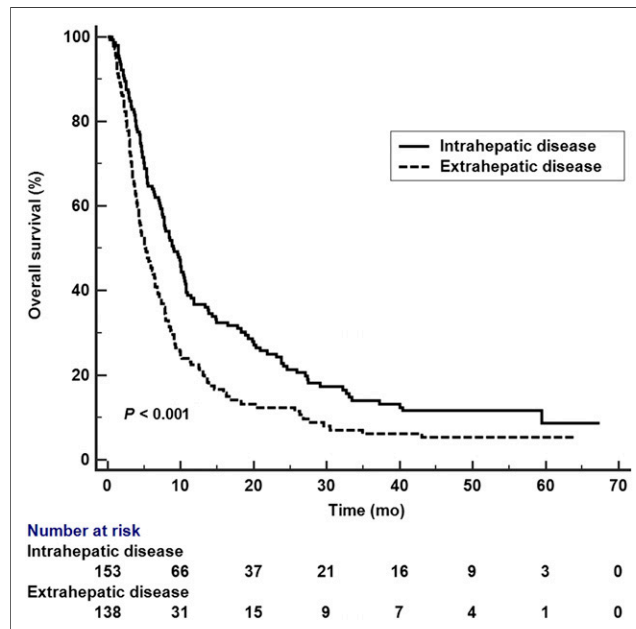 100
80
60
40
20
0
Overall survival (%)
Intrahepatic disease
Extrahepatic disease
P < 0.001
0 10 20 30 40 50 60 70
Time (mo)
Number at risk
Intrahepatic disease
153 66 37 21 16 9 3 0
Extrahepatic disease
138 31 15 9 7 4 1 0